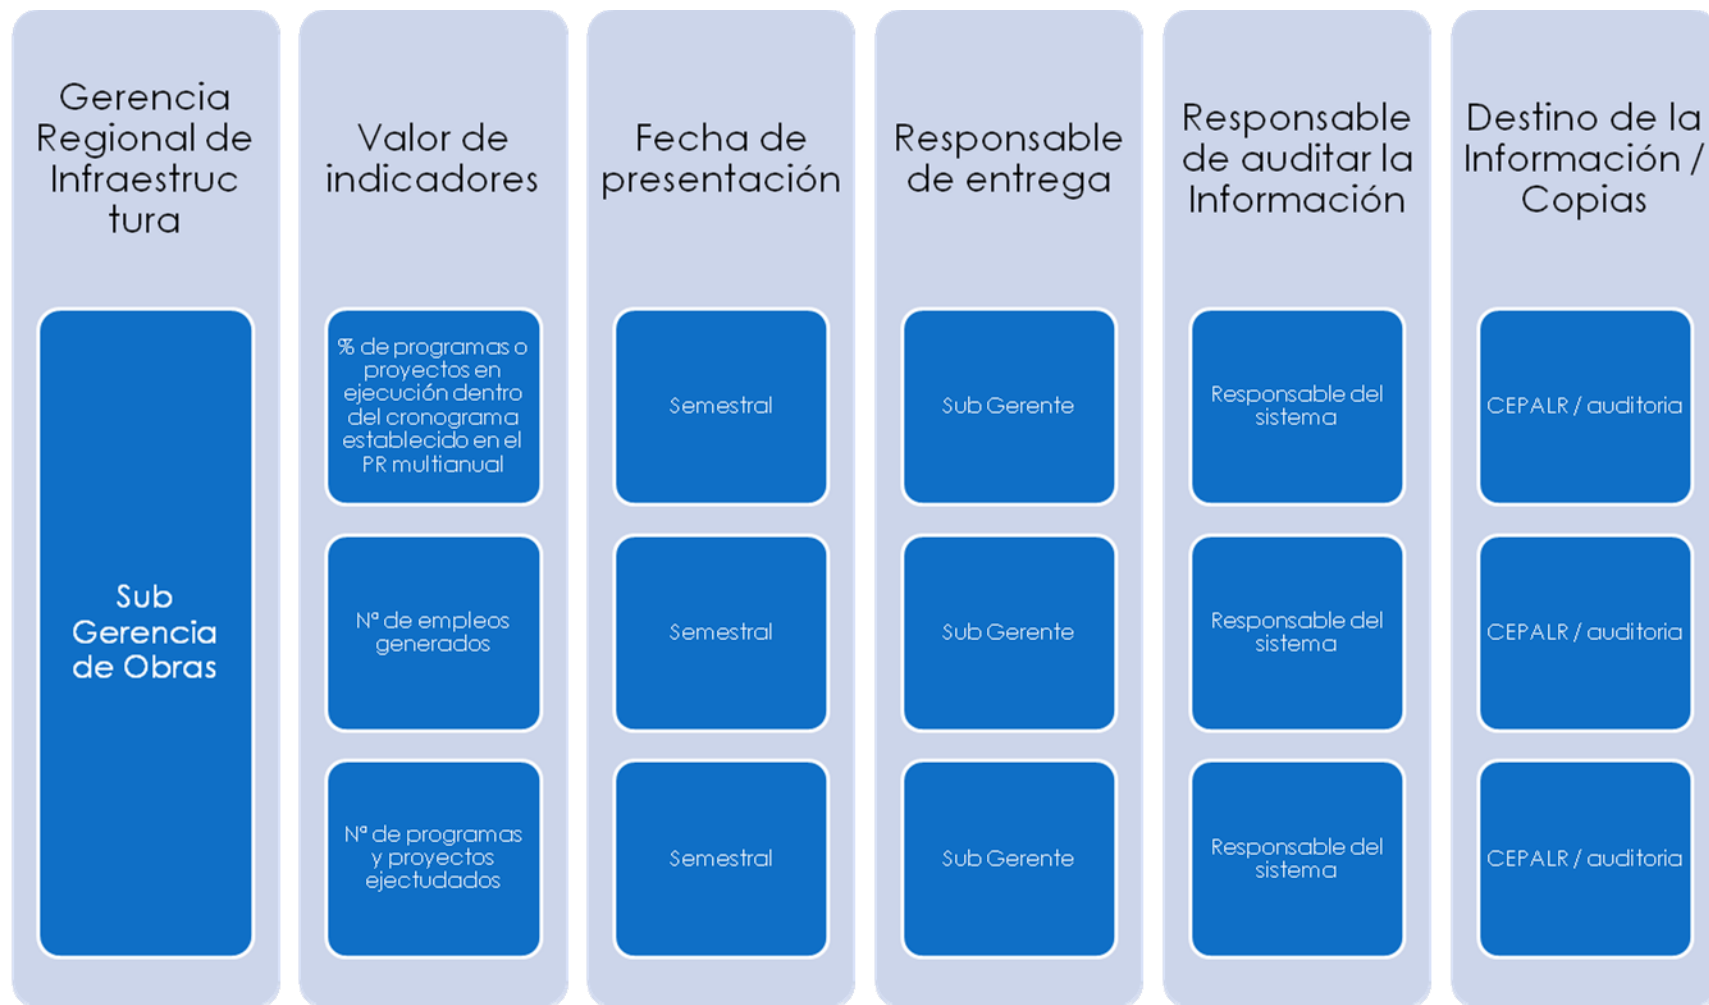 Gerencia
Regional de
Infraestruc
tura
Valor de
indicadores
Fecha de
presentación
Responsable
de entrega
Responsable
de auditar la
Información
Destino de la
Información /
Copias
Sub
Gerencia
de Obras
% de programas o
proyectos en
ejecución dentro
del cronograma
establecido en el
PR multianual
Semestral
Sub Gerente
Responsable del
sistema
CEPALR / auditoria
Nª de empleos
generados
Semestral
Sub Gerente
Responsable del
sistema
CEPALR / auditoria
Nª de programas
y proyectos
ejectudados
Semestral
Sub Gerente
Responsable del
sistema
CEPALR / auditoria